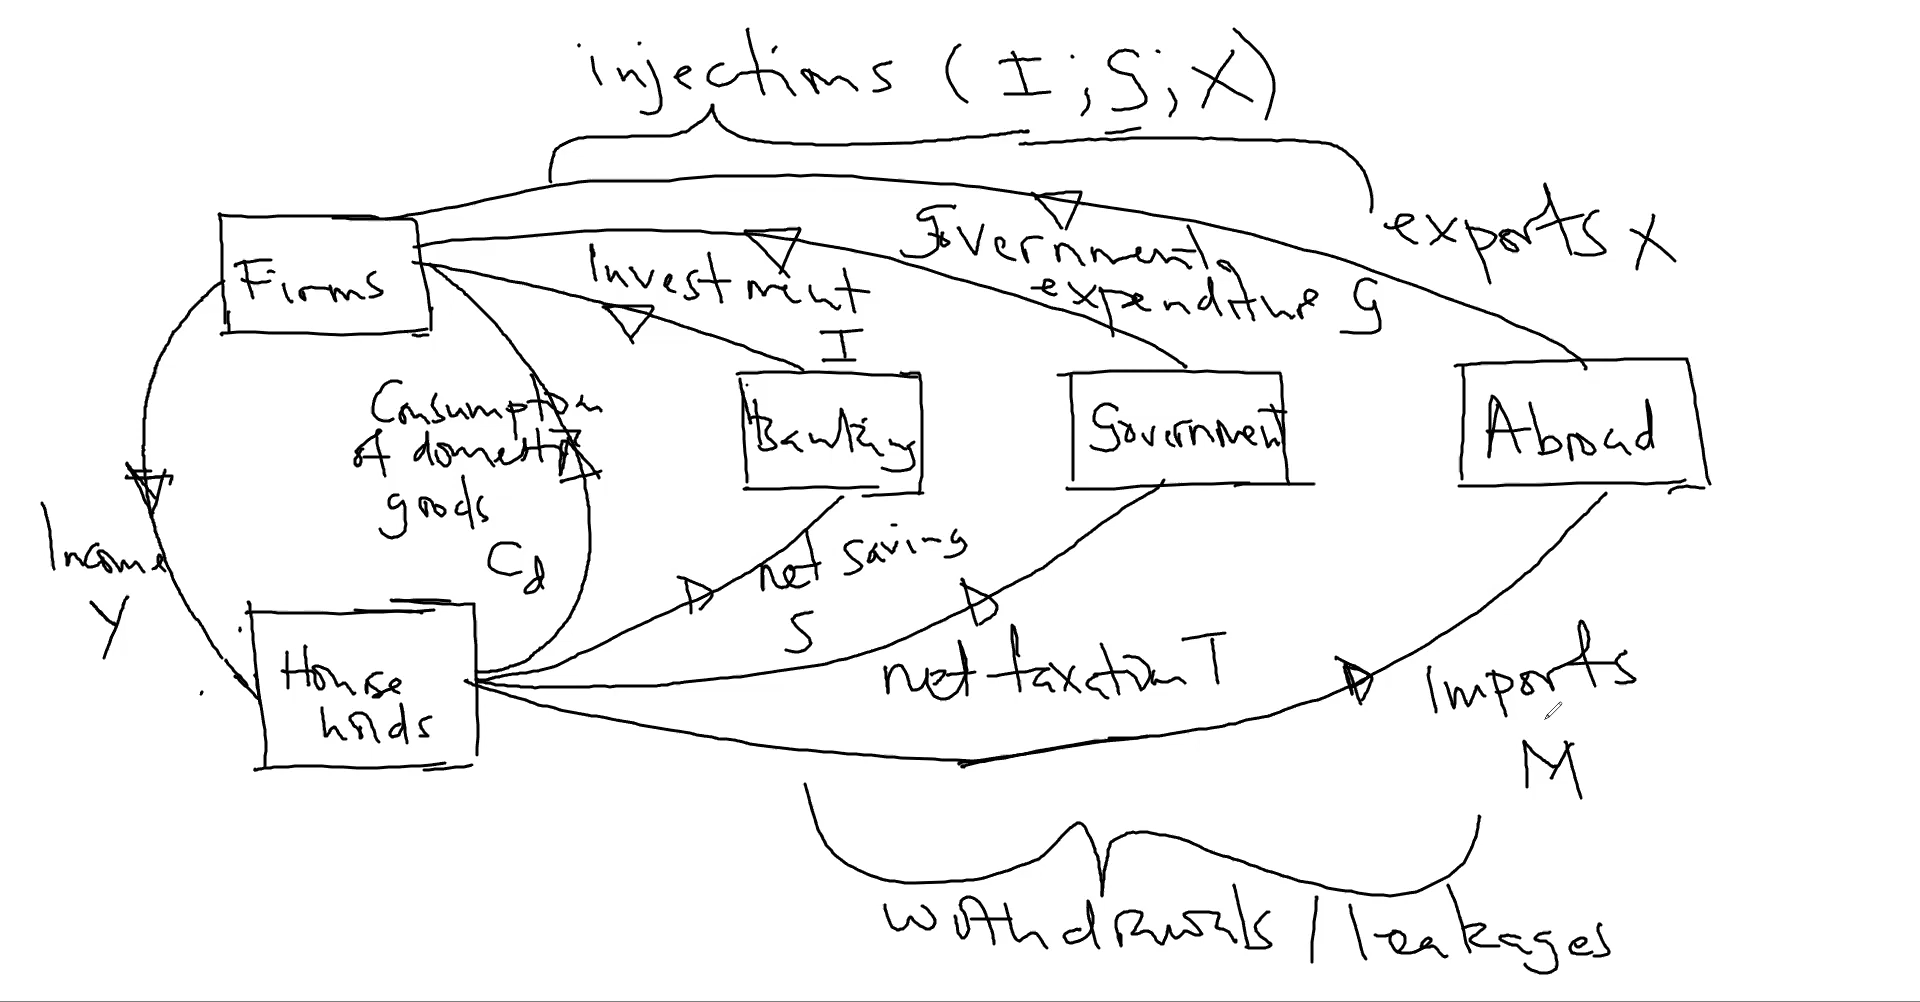 injections (I; G; X)
exports X
Government
expenditure G
Investment
I
Firms
Consumption
of domestic
goods
Cd
Banking
Government
Abroad
Income
Y
net saving
S
net taxation T
Imports
M
House
holds
withdrawals / leakages